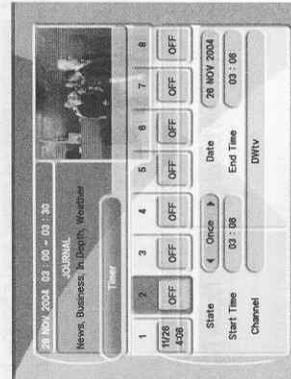 26 NOV 2004 03 : 00 ~ 03 : 30
JOURNAL
News, Business, In Depth, Weather
Timer
1 2 3 4 5 6 7 8
11/26 4:06 OFF OFF OFF OFF OFF OFF OFF
State Once Date 26 NOV 2004
Start Time 03 : 06 End Time 03 : 06
Channel DWtv